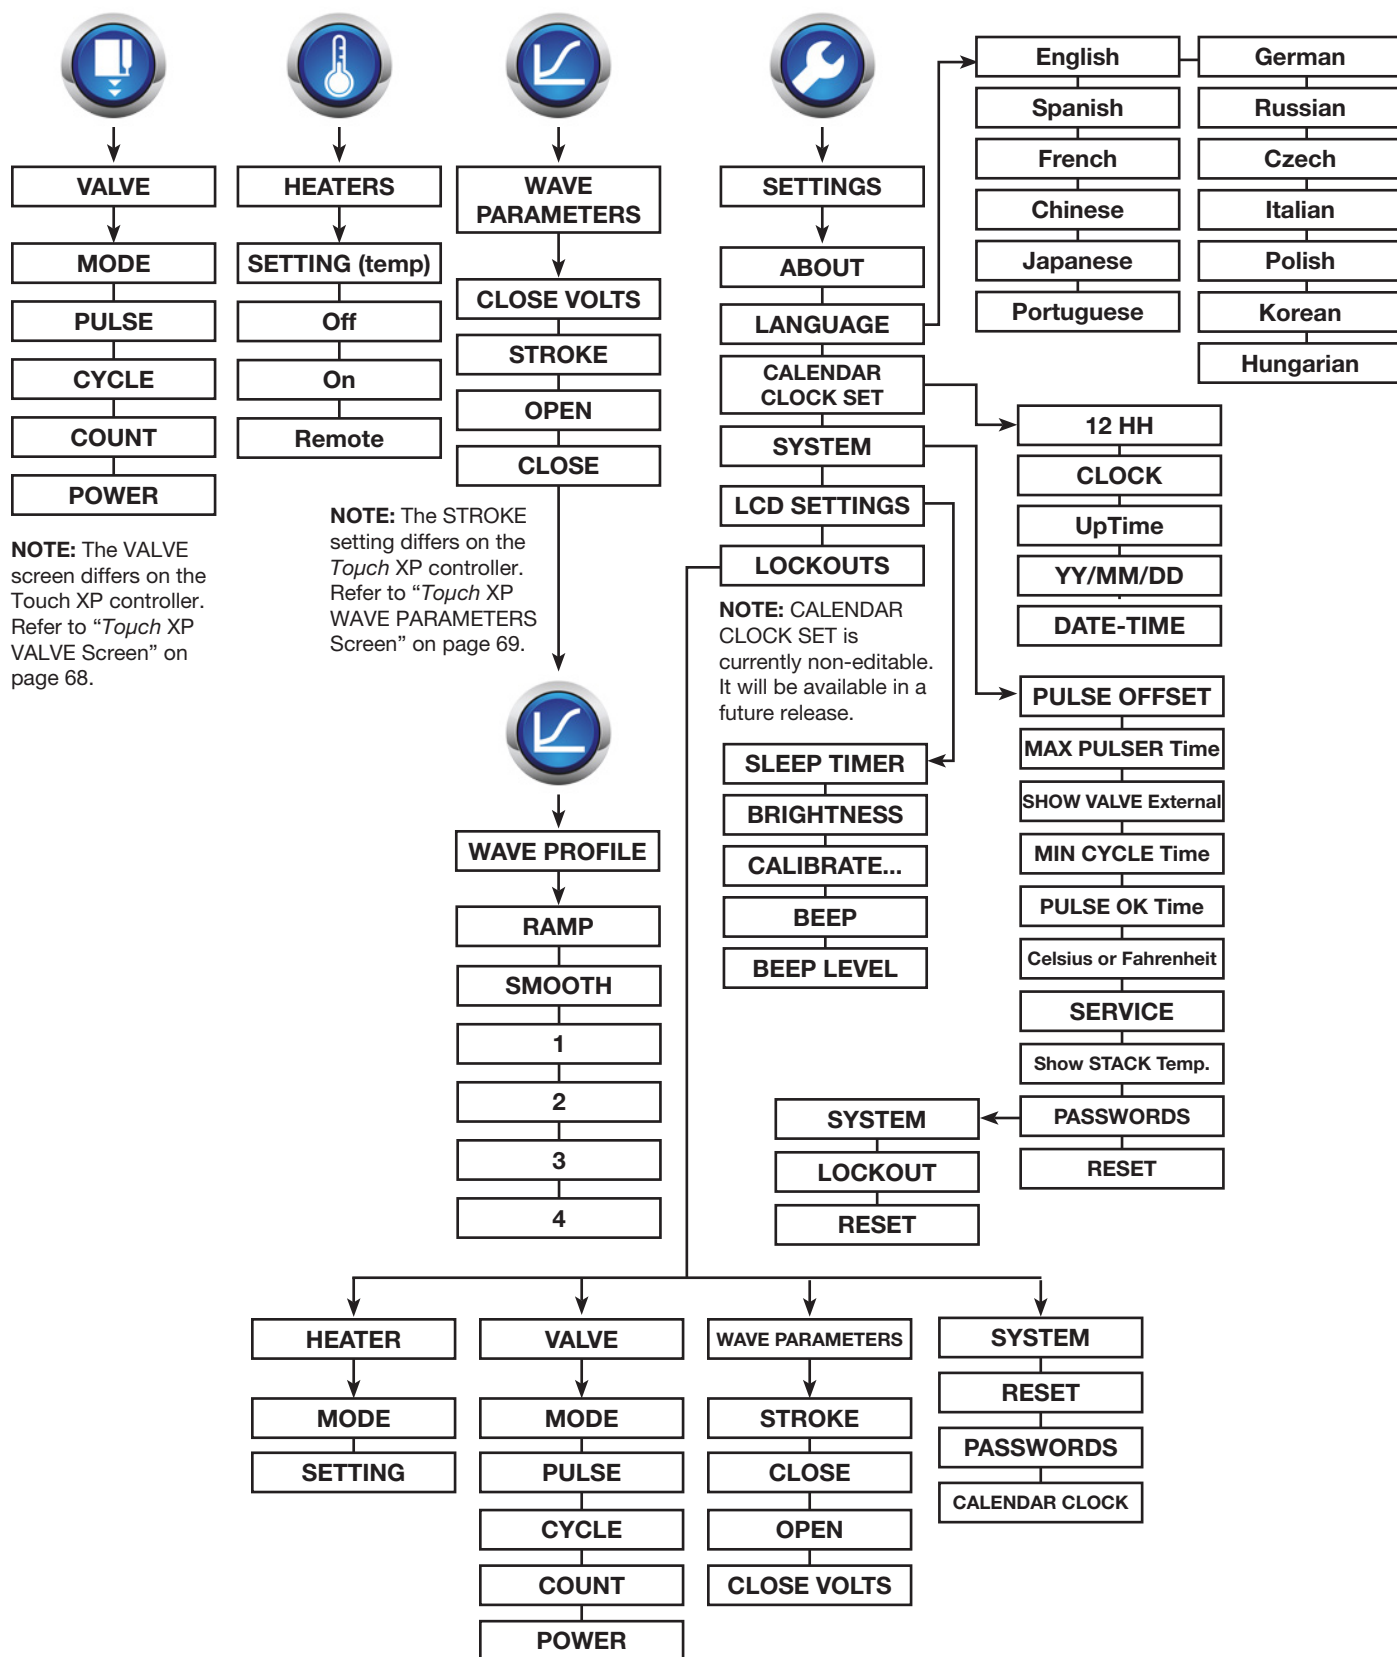 VALVE
MODE
PULSE
CYCLE
COUNT
POWER
NOTE: The VALVE
screen differs on the
Touch XP controller.
Refer to “Toµch XP
VALVE Screen” on
page 68.
HEATERS
SETTING (temp)
Off
On
Remote
WAVE
PARAMETERS
CLOSE VOLTS
STROKE
OPEN
CLOSE
NOTE: The STROKE
setting differs on the
Toµch XP controller.
Refer to “Toµch XP
WAVE PARAMETERS
Screen” on page 69.
WAVE PROFILE
RAMP
SMOOTH
1
2
3
4
SETTINGS
ABOUT
LANGUAGE
CALENDAR
CLOCK SET
SYSTEM
LCD SETTINGS
LOCKOUTS
NOTE: CALENDAR
CLOCK SET is
currently non-editable.
It will be available in a
future release.
English
Spanish
French
Chinese
Japanese
Portuguese
German
Russian
Czech
Italian
Polish
Korean
Hungarian
12 HH
CLOCK
UpTime
YY/MM/DD
DATE-TIME
PULSE OFFSET
MAX PULSER Time
SHOW VALVE External
MIN CYCLE Time
PULSE OK Time
Celsius or Fahrenheit
SERVICE
Show STACK Temp.
PASSWORDS
RESET
SLEEP TIMER
BRIGHTNESS
CALIBRATE...
BEEP
BEEP LEVEL
SYSTEM
LOCKOUT
RESET
HEATER
MODE
SETTING
VALVE
MODE
PULSE
CYCLE
COUNT
POWER
WAVE PARAMETERS
STROKE
CLOSE
OPEN
CLOSE VOLTS
SYSTEM
RESET
PASSWORDS
CALENDAR CLOCK